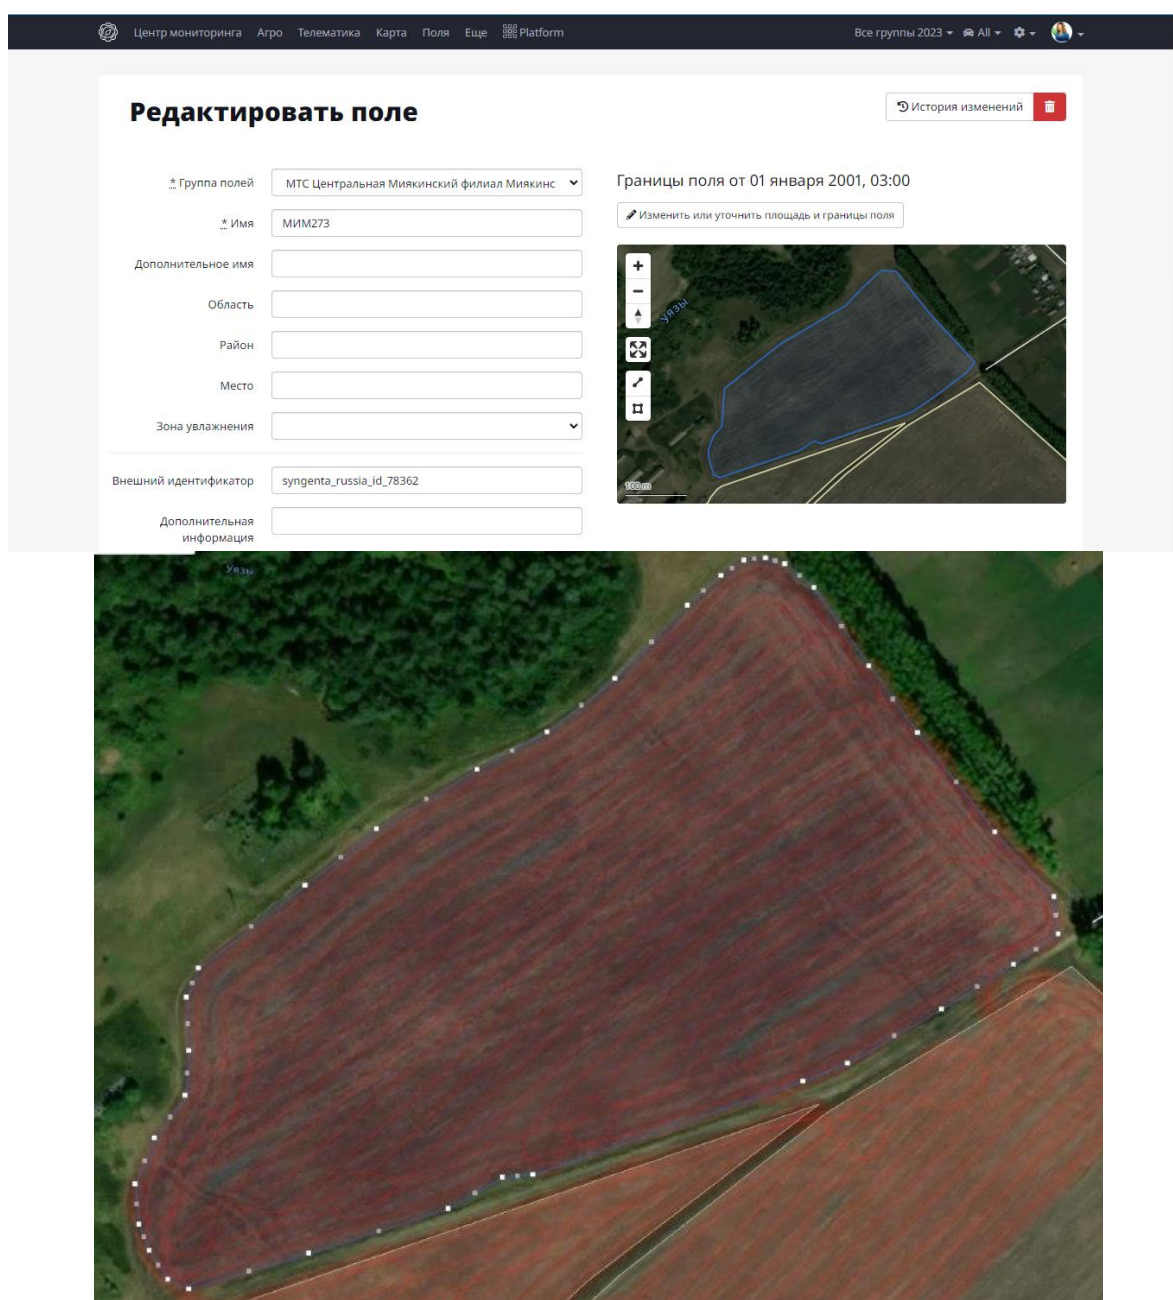 Центр мониторинга Агро Телематика Карта Поля Еще Platform Все группы 2023 All
Редактировать поле
История изменений
* Группа полей МТС Центральная Миякинский филиал Миякинс
Границы поля от 01 января 2001, 03:00
* Имя МИМ273
Изменить или уточнить площадь и границы поля
Дополнительное имя
Область
Район
Место
Зона увлажнения
Внешний идентификатор syngenta_russia_id_78362
Дополнительная
информация
уязы
100 m
Уязы